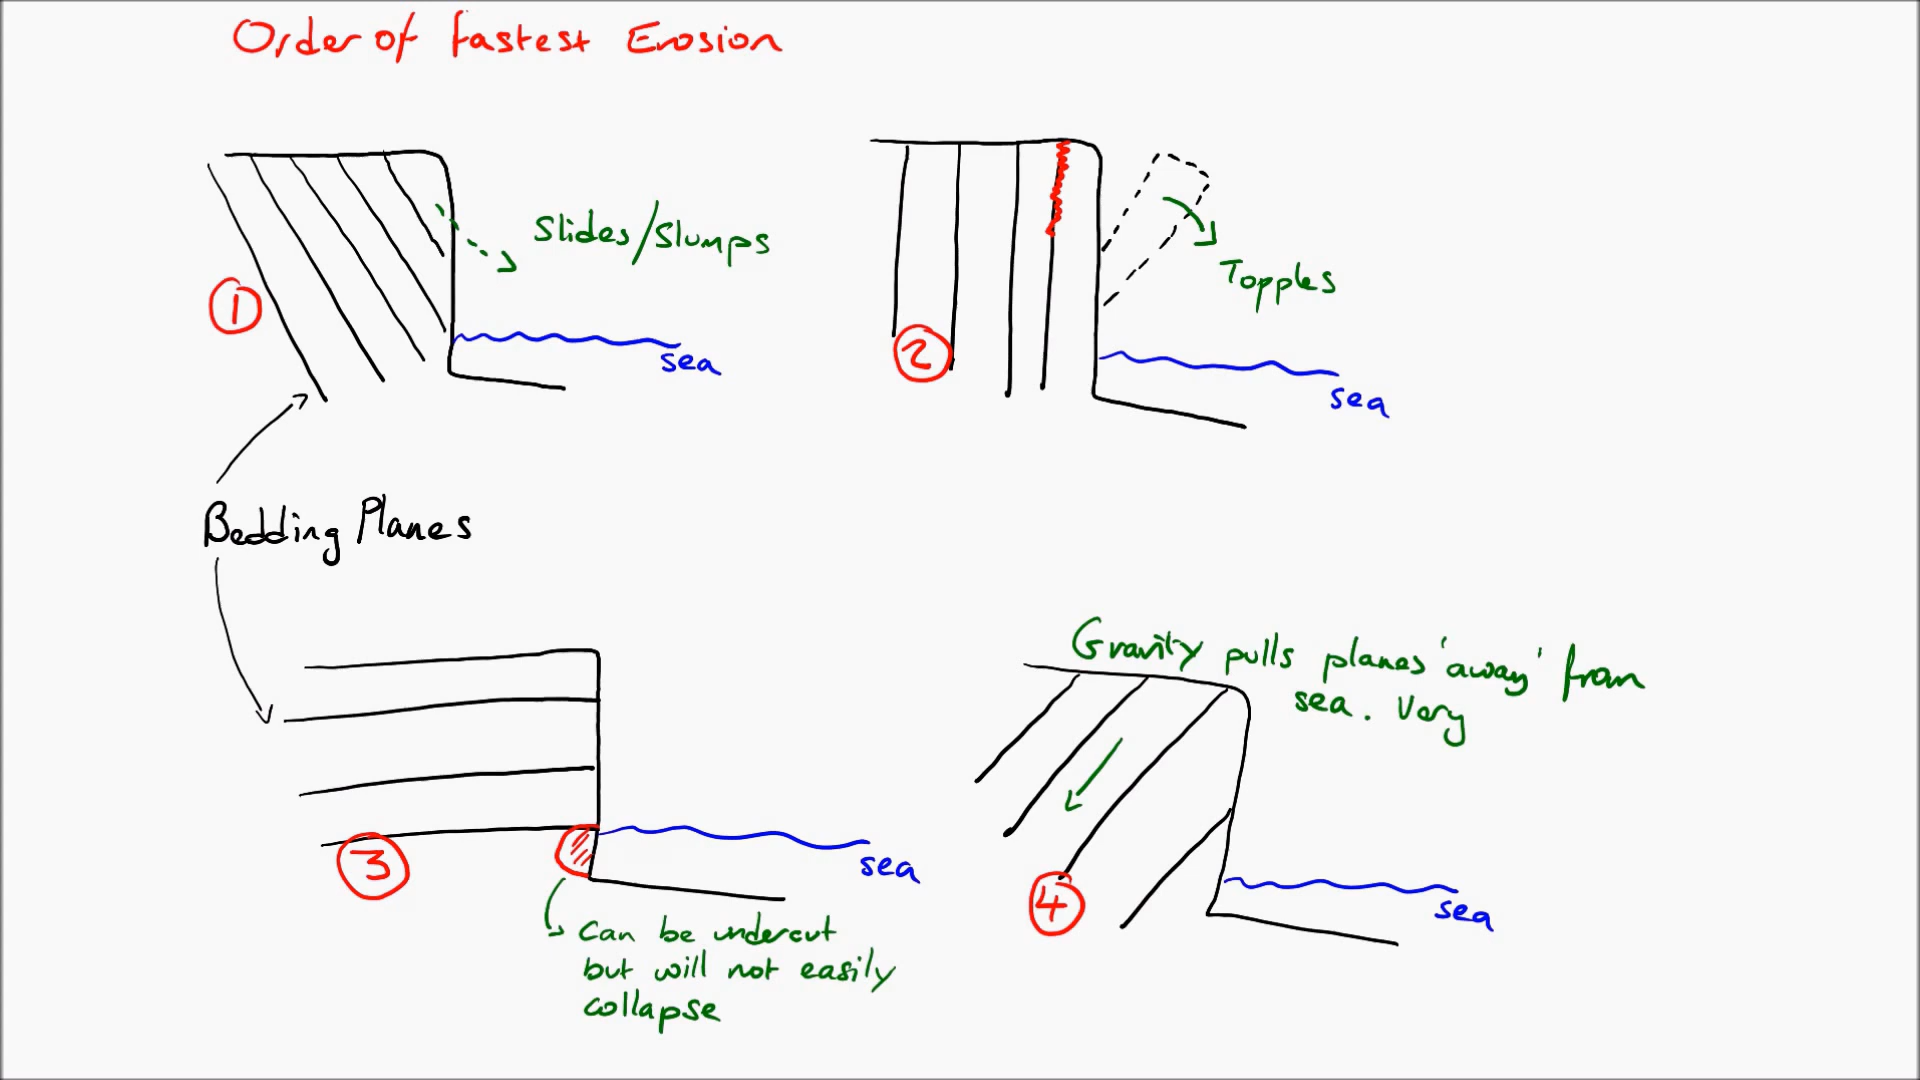 Order of fastest Erosion
Slides/Slumps
1
sea
Topples
2
sea
Bedding Planes
3
sea
Can be undercut
but will not easily
collapse
Gravity pulls planes 'away' from
sea. Very
4
sea